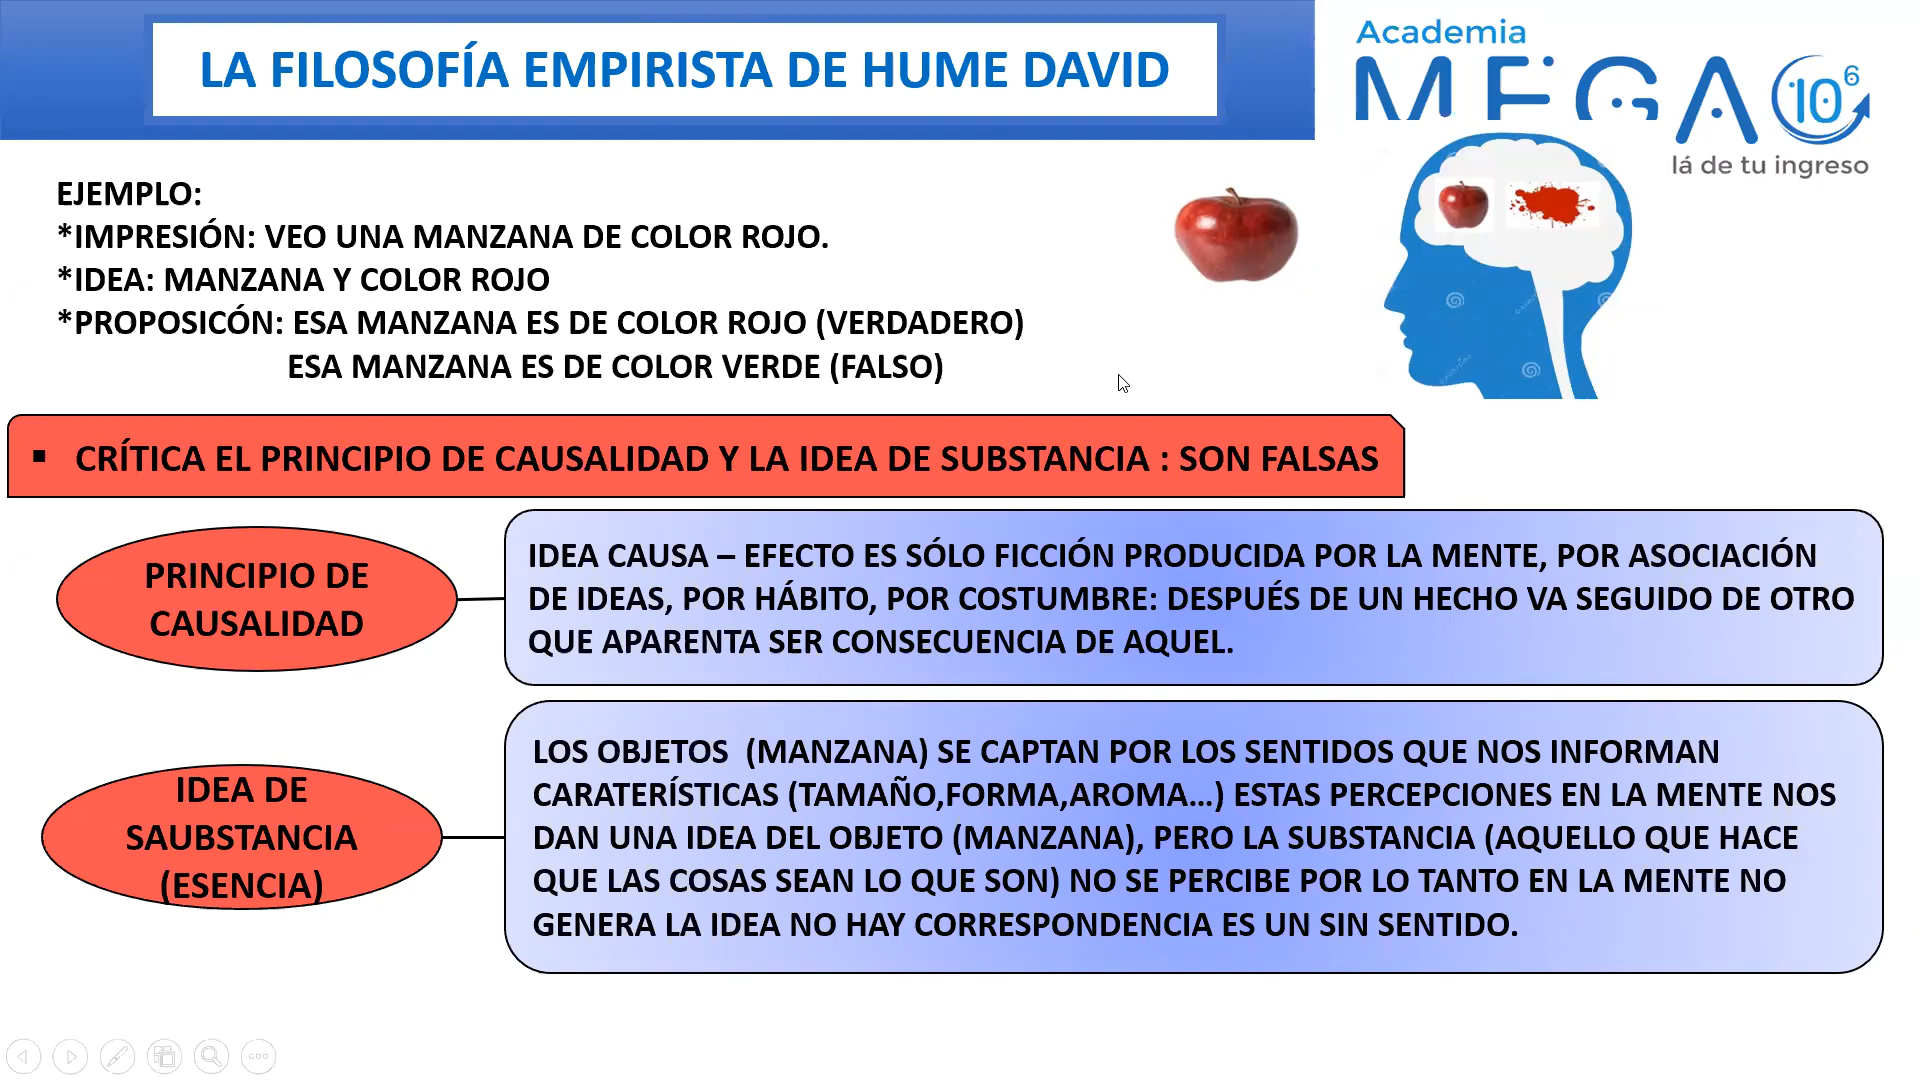 LA FILOSOFÍA EMPIRISTA DE HUME DAVID
Academia
MEGA 10⁶
lá de tu ingreso
EJEMPLO:
*IMPRESIÓN: VEO UNA MANZANA DE COLOR ROJO.
*IDEA: MANZANA Y COLOR ROJO
*PROPOSICÓN: ESA MANZANA ES DE COLOR ROJO (VERDADERO)
ESA MANZANA ES DE COLOR VERDE (FALSO)
▪ CRÍTICA EL PRINCIPIO DE CAUSALIDAD Y LA IDEA DE SUBSTANCIA : SON FALSAS
PRINCIPIO DE
CAUSALIDAD
IDEA CAUSA – EFECTO ES SÓLO FICCIÓN PRODUCIDA POR LA MENTE, POR ASOCIACIÓN
DE IDEAS, POR HÁBITO, POR COSTUMBRE: DESPUÉS DE UN HECHO VA SEGUIDO DE OTRO
QUE APARENTA SER CONSECUENCIA DE AQUEL.
IDEA DE
SAUBSTANCIA
(ESENCIA)
LOS OBJETOS (MANZANA) SE CAPTAN POR LOS SENTIDOS QUE NOS INFORMAN
CARATERÍSTICAS (TAMAÑO,FORMA,AROMA...) ESTAS PERCEPCIONES EN LA MENTE NOS
DAN UNA IDEA DEL OBJETO (MANZANA), PERO LA SUBSTANCIA (AQUELLO QUE HACE
QUE LAS COSAS SEAN LO QUE SON) NO SE PERCIBE POR LO TANTO EN LA MENTE NO
GENERA LA IDEA NO HAY CORRESPONDENCIA ES UN SIN SENTIDO.